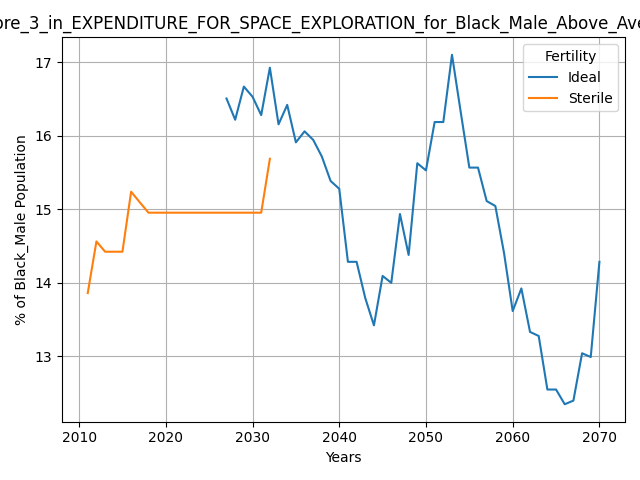 ore_3_in_EXPENDITURE_FOR_SPACE_EXPLORATION_for_Black_Male_Above_Ave
Fertility
Ideal
Sterile
% of Black_Male Population
17
16
15
14
13
2010 2020 2030 2040 2050 2060 2070
Years